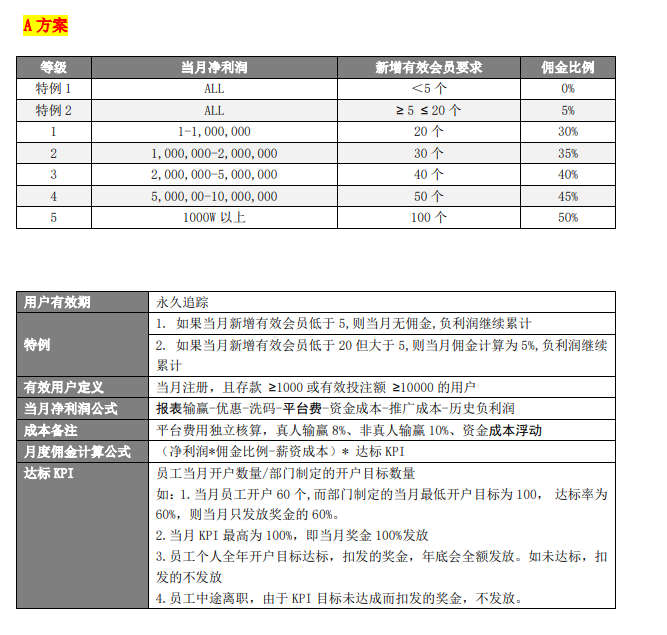 A 方案
等级 当月净利润 新增有效会员要求 佣金比例
特例 1 ALL ＜5 个 0%
特例 2 ALL ≥ 5 ≤ 20 个 5%
1 1-1,000,000 20 个 30%
2 1,000,000-2,000,000 30 个 35%
3 2,000,000-5,000,000 40 个 40%
4 5,000,00-10,000,000 50 个 45%
5 1000W 以上 100 个 50%
用户有效期 永久追踪
特例
1. 如果当月新增有效会员低于 5,则当月无佣金,负利润继续累计
2. 如果当月新增有效会员低于 20 但大于 5,则当月佣金计算为 5%,负利润继续
累计
有效用户定义 当月注册，且存款 ≥1000 或有效投注额 ≥10000 的用户
当月净利润公式 报表输赢-优惠-洗码-平台费-资金成本-推广成本-历史负利润
成本备注 平台费用独立核算，真人输赢 8%、非真人输赢 10%、资金成本浮动
月度佣金计算公式 （净利润*佣金比例-薪资成本）* 达标 KPI
达标 KPI 员工当月开户数量/部门制定的开户目标数量
如：1.当月员工开户 60 个,而部门制定的当月最低开户目标为 100， 达标率为
60%，则当月只发放奖金的 60%。
2.当月 KPI 最高为 100%，即当月奖金 100%发放
3.员工个人全年开户目标达标，扣发的奖金，年底会全额发放。如未达标，扣
发的不发放
4.员工中途离职，由于 KPI 目标未达成而扣发的奖金，不发放。